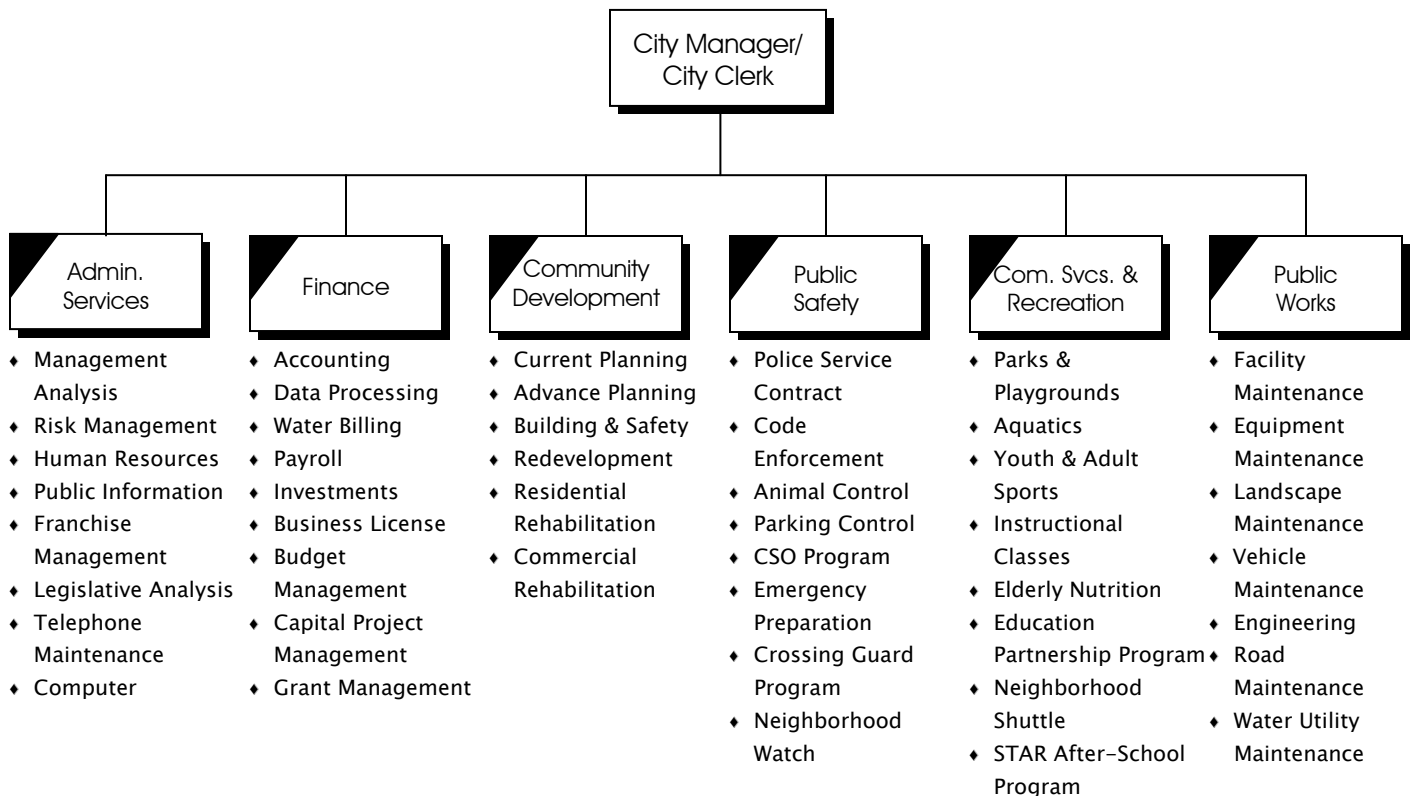 City Manager/
City Clerk
Admin.
Services
♦ Management
Analysis
♦ Risk Management
♦ Human Resources
♦ Public Information
♦ Franchise
Management
♦ Legislative Analysis
♦ Telephone
Maintenance
♦ Computer
Finance
♦ Accounting
♦ Data Processing
♦ Water Billing
♦ Payroll
♦ Investments
♦ Business License
♦ Budget
Management
♦ Capital Project
Management
♦ Grant Management
Community
Development
♦ Current Planning
♦ Advance Planning
♦ Building & Safety
♦ Redevelopment
♦ Residential
Rehabilitation
♦ Commercial
Rehabilitation
Public
Safety
♦ Police Service
Contract
♦ Code
Enforcement
♦ Animal Control
♦ Parking Control
♦ CSO Program
♦ Emergency
Preparation
♦ Crossing Guard
Program
♦ Neighborhood
Watch
Com. Svcs. &
Recreation
♦ Parks &
Playgrounds
♦ Aquatics
♦ Youth & Adult
Sports
♦ Instructional
Classes
♦ Elderly Nutrition
♦ Education
Partnership Program
♦ Neighborhood
Shuttle
♦ STAR After-School
Program
Public
Works
♦ Facility
Maintenance
♦ Equipment
Maintenance
♦ Landscape
Maintenance
♦ Vehicle
Maintenance
♦ Engineering
♦ Road
Maintenance
♦ Water Utility
Maintenance